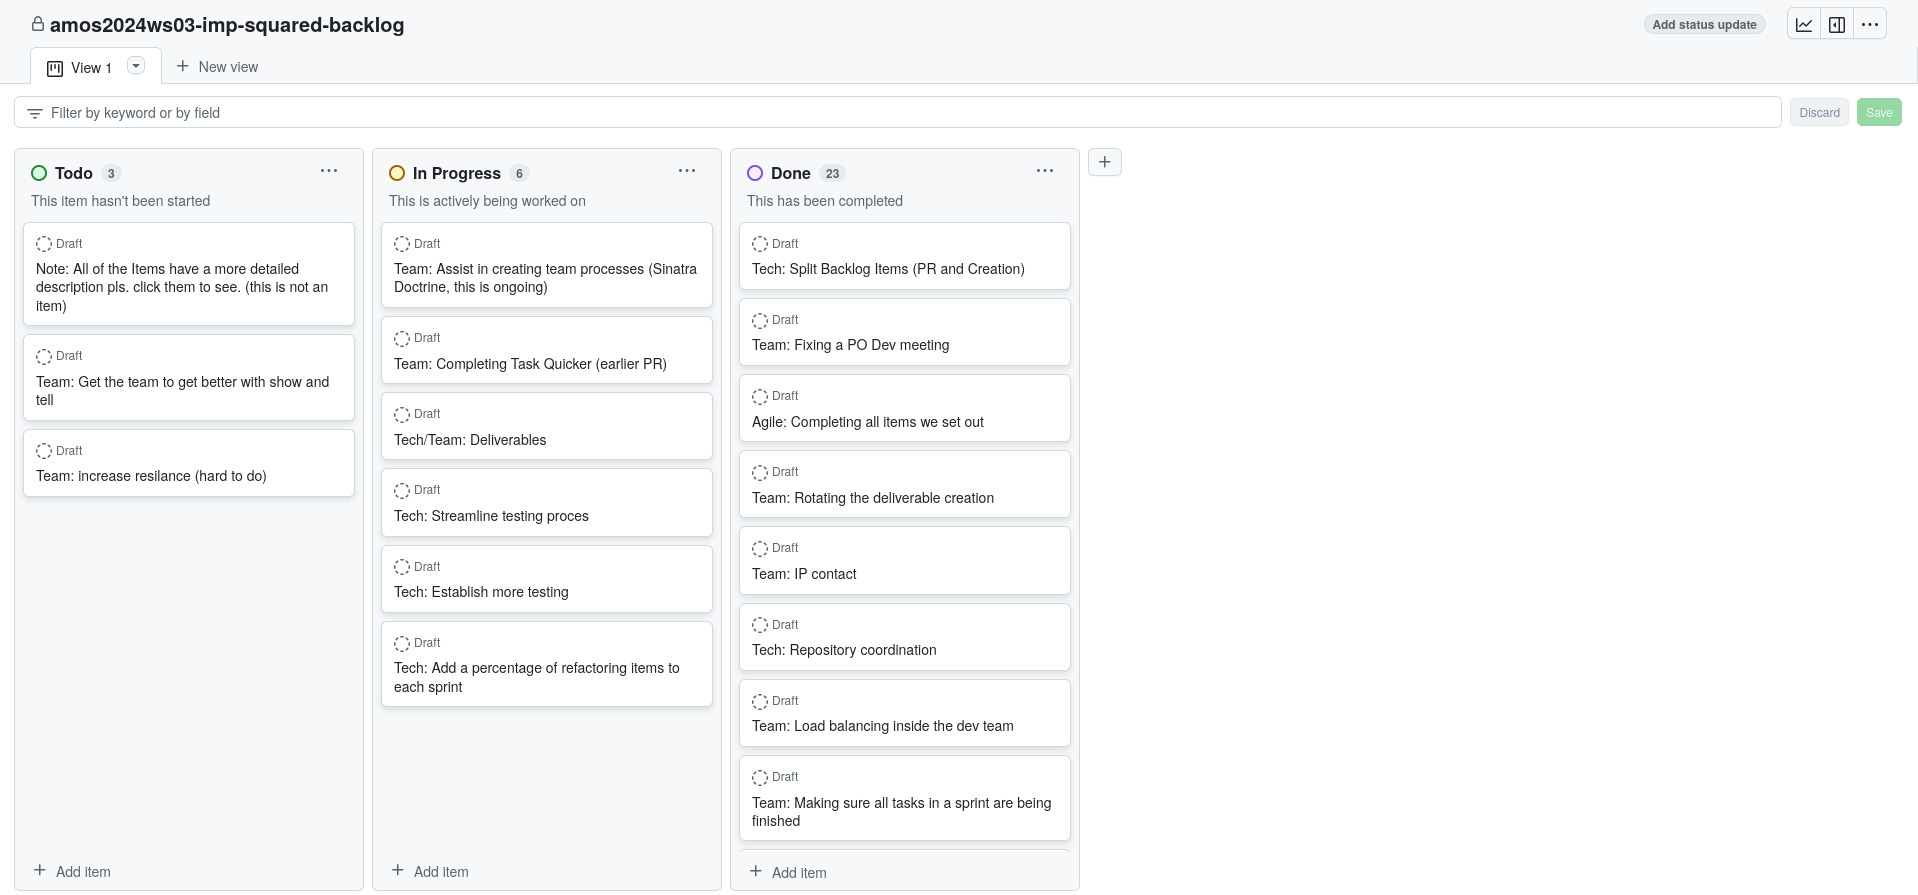 amos2024ws03-imp-squared-backlog
Add status update
View 1
New view
Filter by keyword or by field
Discard
Save
Todo 3
This item hasn't been started
Draft
Note: All of the Items have a more detailed
description pls. click them to see. (this is not an
item)
Draft
Team: Get the team to get better with show and
tell
Draft
Team: increase resilance (hard to do)
Add item
In Progress 6
This is actively being worked on
Draft
Team: Assist in creating team processes (Sinatra
Doctrine, this is ongoing)
Draft
Team: Completing Task Quicker (earlier PR)
Draft
Tech/Team: Deliverables
Draft
Tech: Streamline testing proces
Draft
Tech: Establish more testing
Draft
Tech: Add a percentage of refactoring items to
each sprint
Add item
Done 23
This has been completed
Draft
Tech: Split Backlog Items (PR and Creation)
Draft
Team: Fixing a PO Dev meeting
Draft
Agile: Completing all items we set out
Draft
Team: Rotating the deliverable creation
Draft
Team: IP contact
Draft
Tech: Repository coordination
Draft
Team: Load balancing inside the dev team
Draft
Team: Making sure all tasks in a sprint are being
finished
Add item